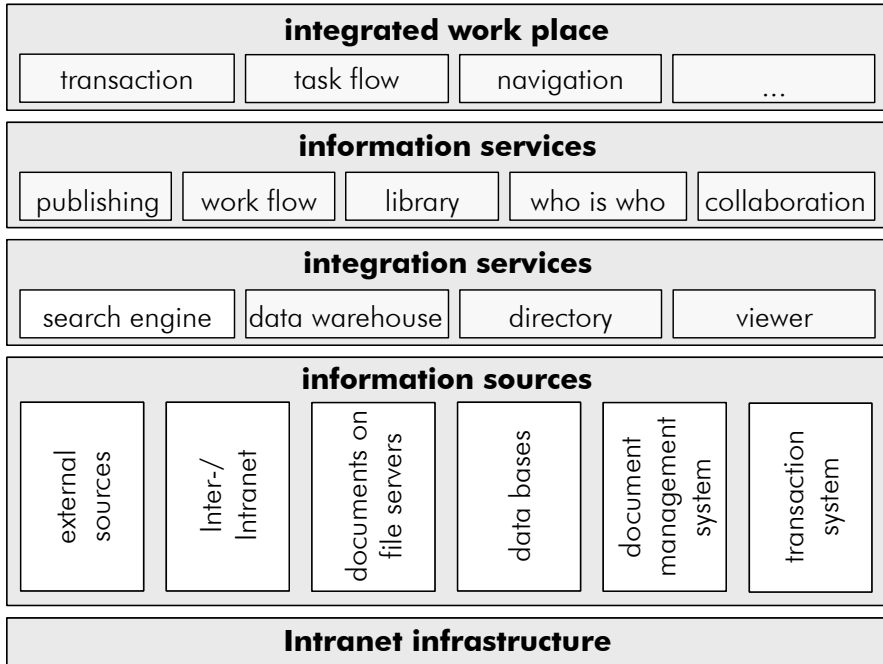 integrated work place
transaction
task flow
navigation
...
information services
publishing
work flow
library
who is who
collaboration
integration services
search engine
data warehouse
directory
viewer
information sources
external
sources
Inter-/
Intranet
documents on
file servers
data bases
document
management
system
transaction
system
Intranet infrastructure